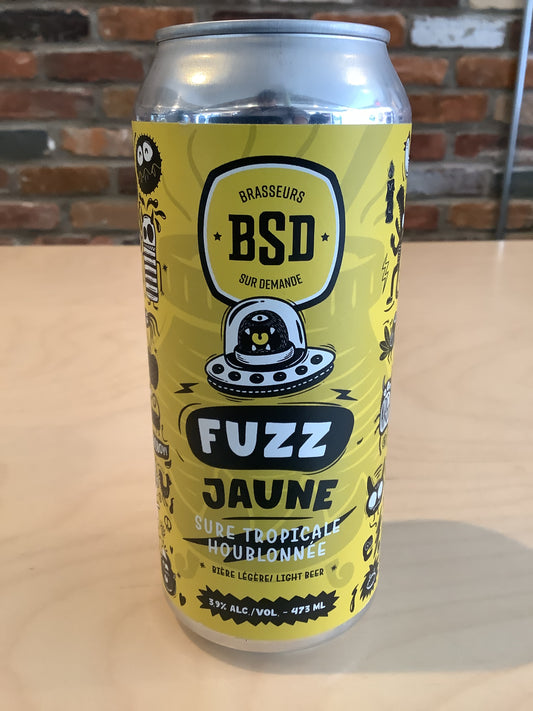 BRASSEURS
BSD
SUR DEMANDE
FUZZ
JAUNE
SURE TROPICALE
HOUBLONNÉE
BIÈRE LÉGÈRE/ LIGHT BEER
3.9% ALC./VOL. - 473 ML